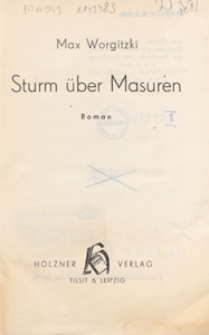 Max Worgitzki
Sturm über Masuren
Roman
HOLZNER VERLAG
TILSIT & LEIPZIG